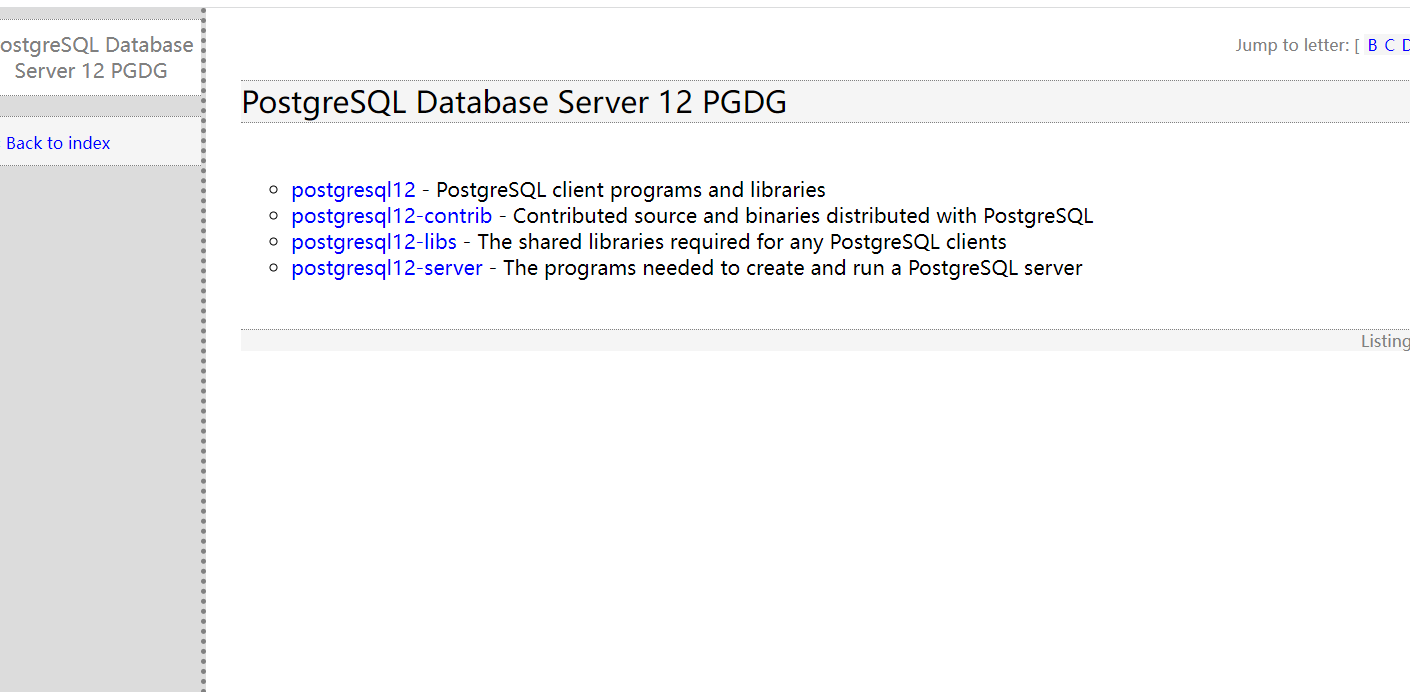 ostgreSQL Database
Server 12 PGDG
Back to index
Jump to letter: [ B C D
PostgreSQL Database Server 12 PGDG
postgresql12 - PostgreSQL client programs and libraries
postgresql12-contrib - Contributed source and binaries distributed with PostgreSQL
postgresql12-libs - The shared libraries required for any PostgreSQL clients
postgresql12-server - The programs needed to create and run a PostgreSQL server
Listing